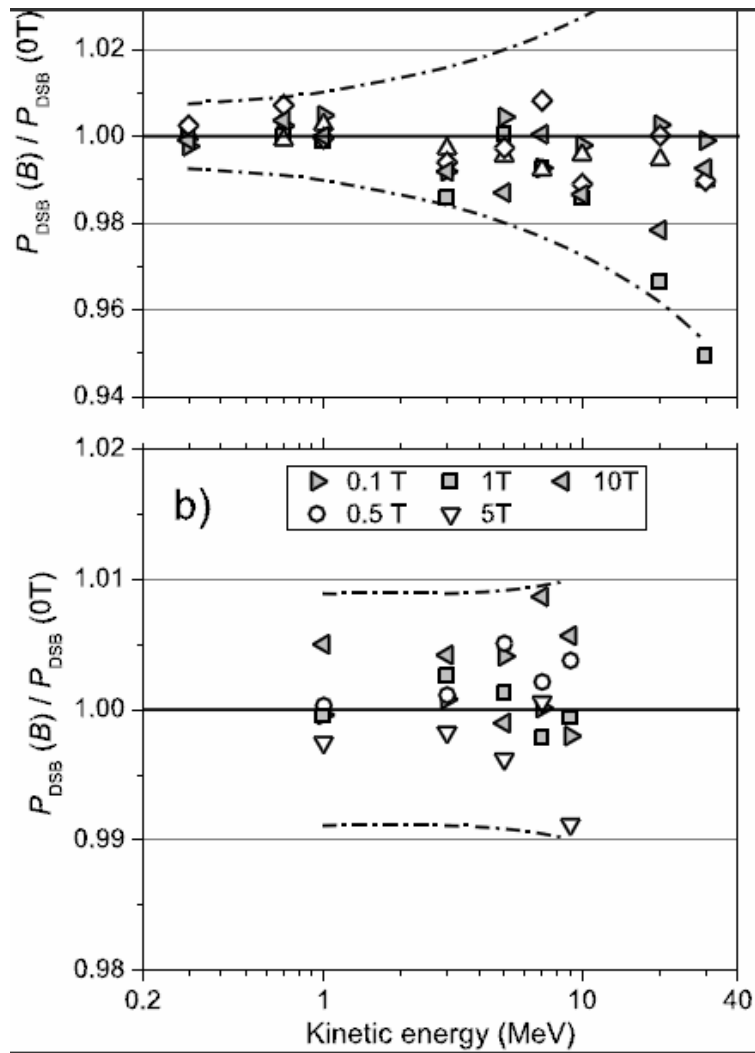 P_DSB (B) / P_DSB (0T)
1.02
1.00
0.98
0.96
0.94
1.02
b)
0.1 T 1T 10T
0.5 T 5T
1.01
P_DSB (B) / P_DSB (0T)
1.00
0.99
0.98
0.2 1 10 40
Kinetic energy (MeV)